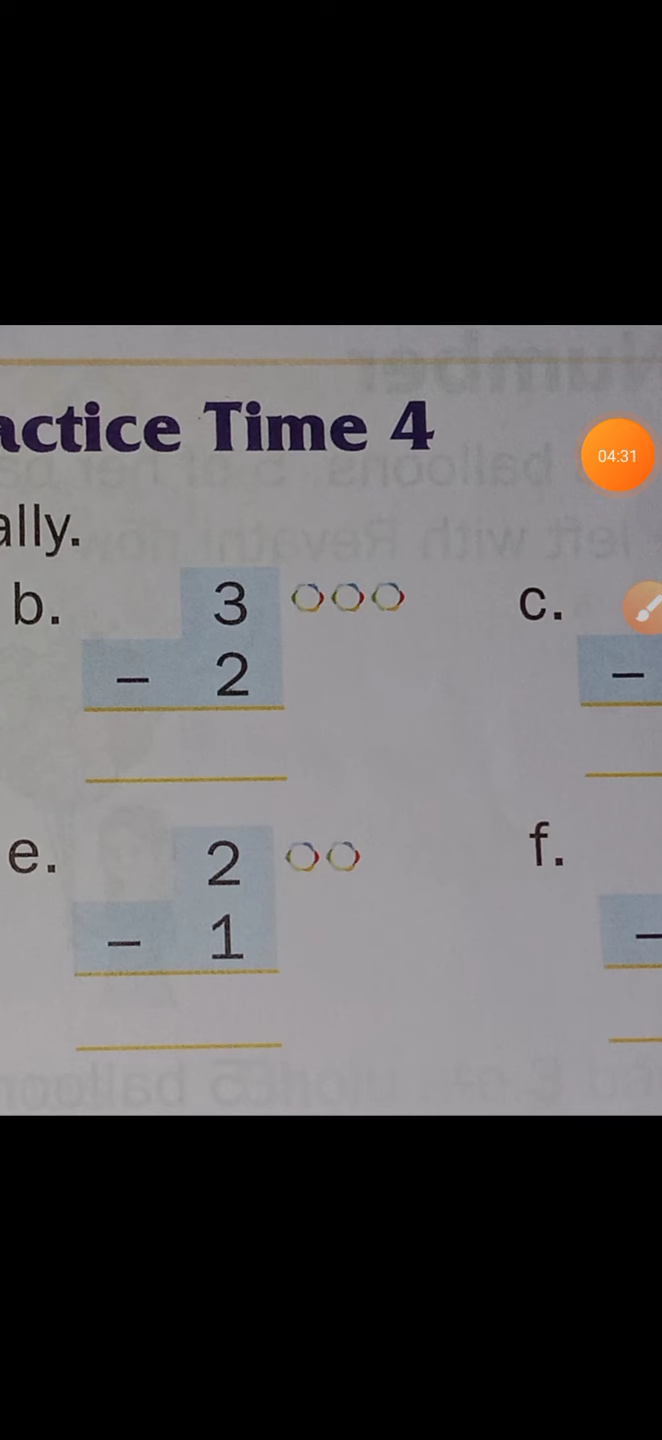 actice Time 4
04:31
ally.
b. 3
c.
- 2
-
e. 2
f.
- 1
-